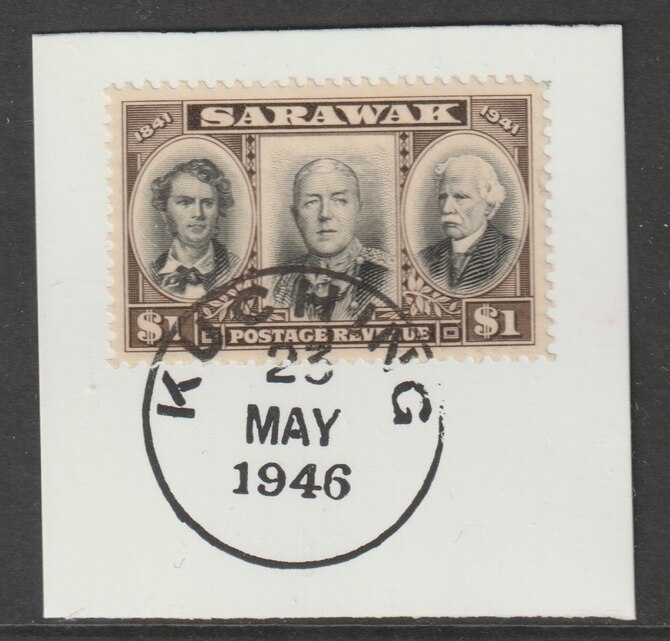 1841 SARAWAK 1941
$1 POSTAGE REVENUE $1
KUCHING
23
MAY
1946